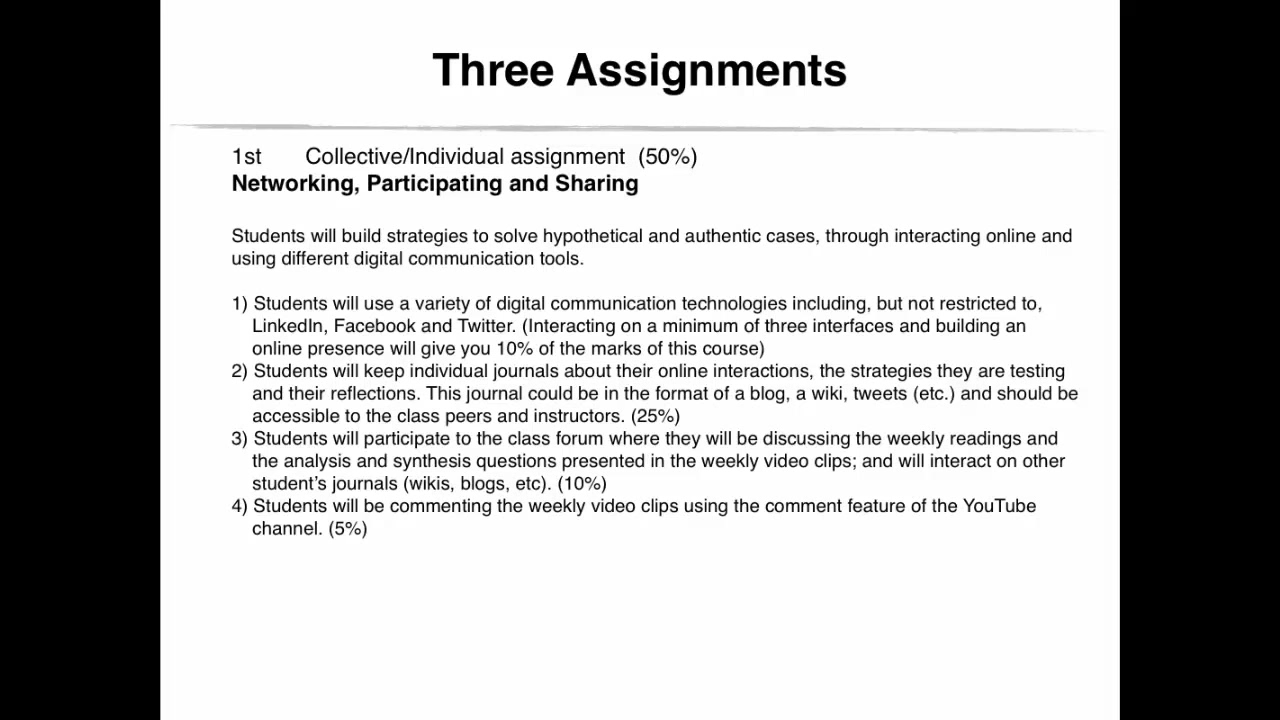 Three Assignments
1st Collective/Individual assignment (50%)
Networking, Participating and Sharing
Students will build strategies to solve hypothetical and authentic cases, through interacting online and
using different digital communication tools.
1) Students will use a variety of digital communication technologies including, but not restricted to,
LinkedIn, Facebook and Twitter. (Interacting on a minimum of three interfaces and building an
online presence will give you 10% of the marks of this course)
2) Students will keep individual journals about their online interactions, the strategies they are testing
and their reflections. This journal could be in the format of a blog, a wiki, tweets (etc.) and should be
accessible to the class peers and instructors. (25%)
3) Students will participate to the class forum where they will be discussing the weekly readings and
the analysis and synthesis questions presented in the weekly video clips; and will interact on other
student's journals (wikis, blogs, etc). (10%)
4) Students will be commenting the weekly video clips using the comment feature of the YouTube
channel. (5%)